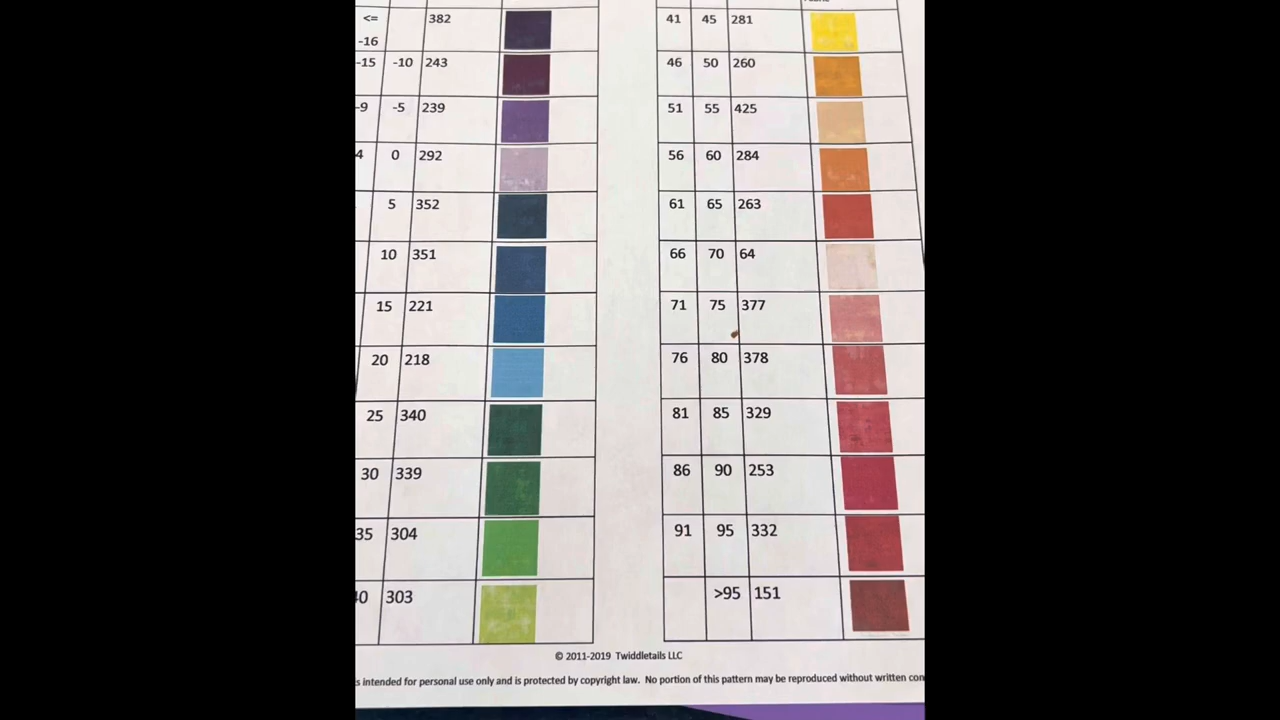 <=
-16 382
-15 -10 243
-9 -5 239
4 0 292
5 352
10 351
15 221
20 218
25 340
30 339
35 304
0 303
41 45 281
46 50 260
51 55 425
56 60 284
61 65 263
66 70 64
71 75 377
76 80 378
81 85 329
86 90 253
91 95 332
>95 151
© 2011-2019 Twiddletails LLC
s intended for personal use only and is protected by copyright law. No portion of this pattern may be reproduced without written con